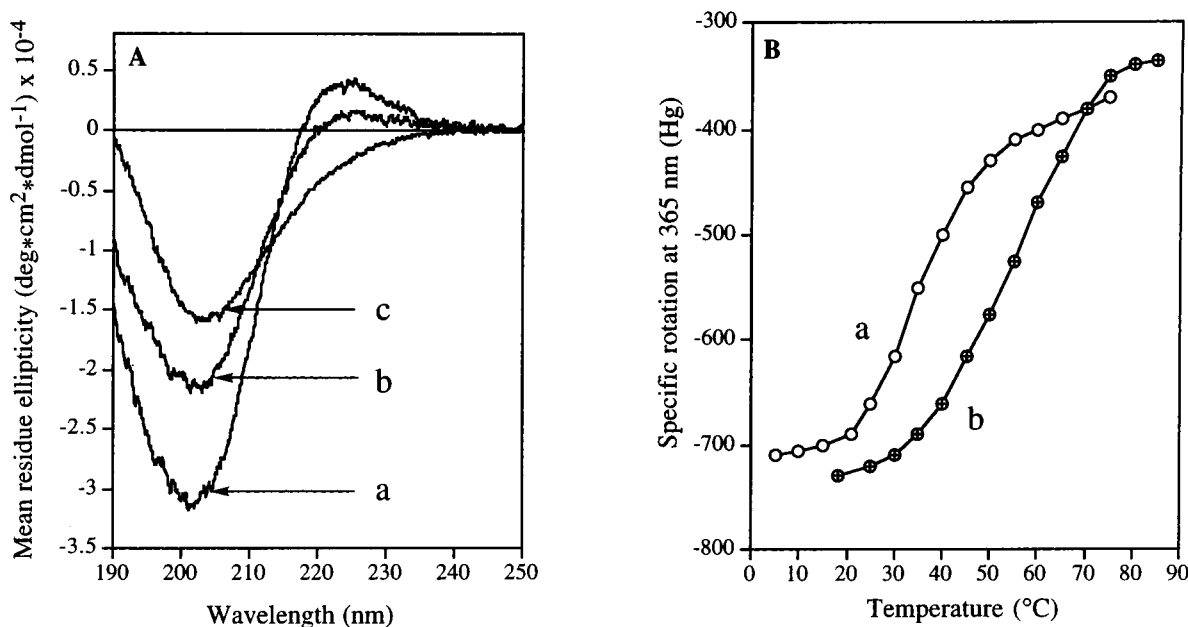 A
Mean residue ellipticity (deg*cm²*dmol⁻¹) x 10⁻⁴
0.5
0
-0.5
-1
-1.5
-2
-2.5
-3
-3.5
c
b
a
190 200 210 220 230 240 250
Wavelength (nm)
B
Specific rotation at 365 nm (Hg)
-300
-400
-500
-600
-700
-800
a
b
0 10 20 30 40 50 60 70 80 90
Temperature (°C)